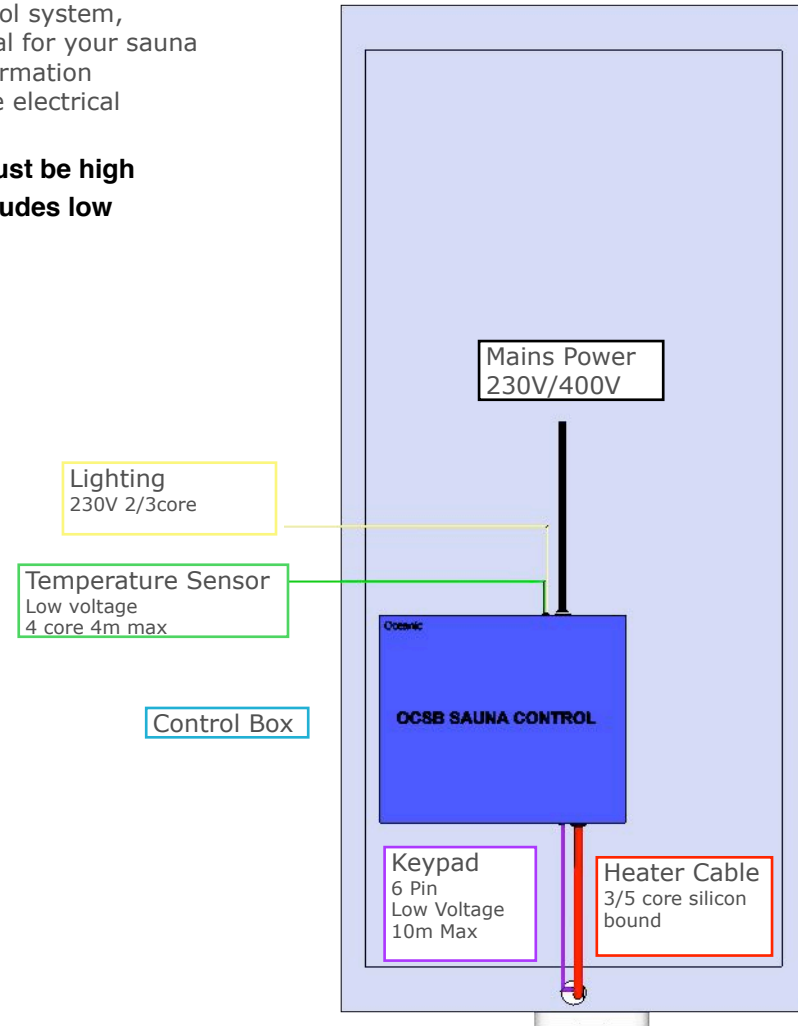 ol system,
al for your sauna
rmation
e electrical
ust be high
udes low
Mains Power
230V/400V
Lighting
230V 2/3core
Temperature Sensor
Low voltage
4 core 4m max
Oceanic
OCSB SAUNA CONTROL
Control Box
Keypad
6 Pin
Low Voltage
10m Max
Heater Cable
3/5 core silicon
bound